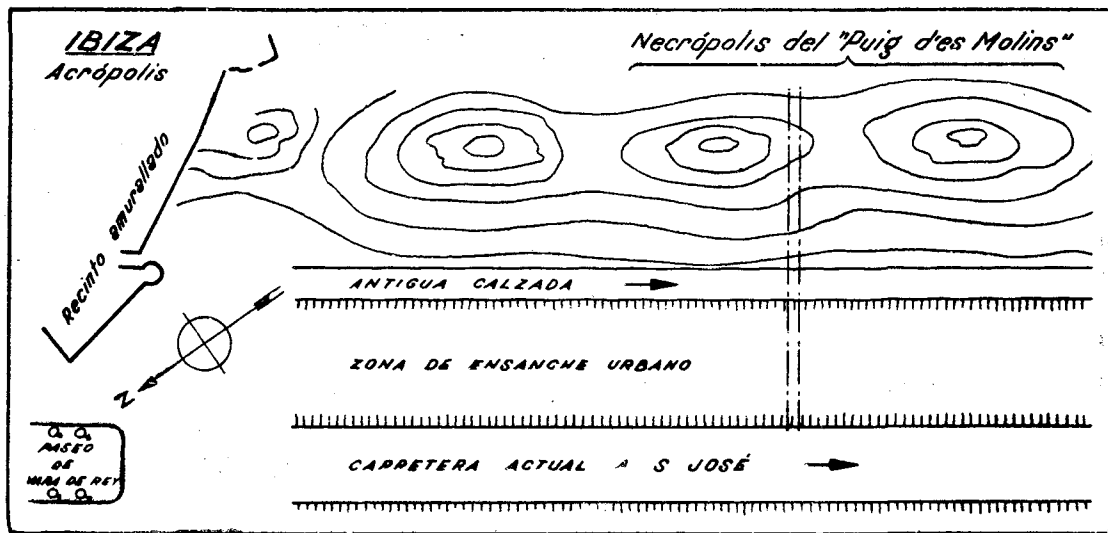 IBIZA
Acrópolis
Necrópolis del "Puig d'es Molins"
Recinto amurallado
ANTIGUA CALZADA
N
ZONA DE ENSANCHE URBANO
PASEO
DE
VARA DE REY
CARRETERA ACTUAL A S JOSÉ